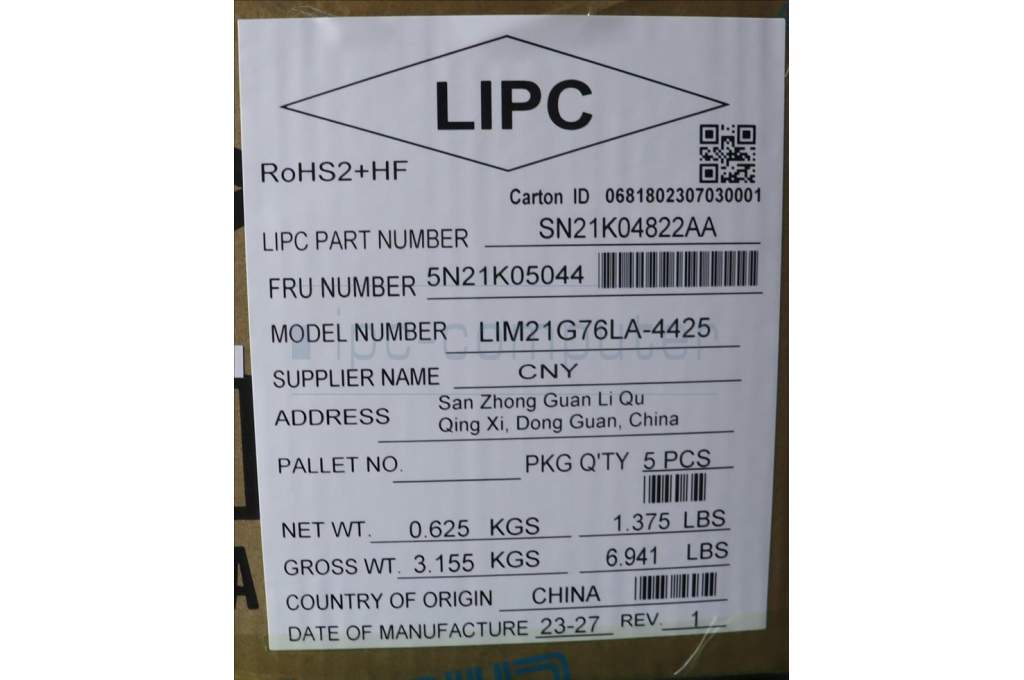 LIPC
RoHS2+HF
Carton ID 0681802307030001
LIPC PART NUMBER SN21K04822AA
FRU NUMBER 5N21K05044
MODEL NUMBER LIM21G76LA-4425
ipc-computer
SUPPLIER NAME CNY
ADDRESS San Zhong Guan Li Qu
Qing Xi, Dong Guan, China
PALLET NO. PKG Q'TY 5 PCS
NET WT. 0.625 KGS 1.375 LBS
GROSS WT. 3.155 KGS 6.941 LBS
COUNTRY OF ORIGIN CHINA
DATE OF MANUFACTURE 23-27 REV. 1